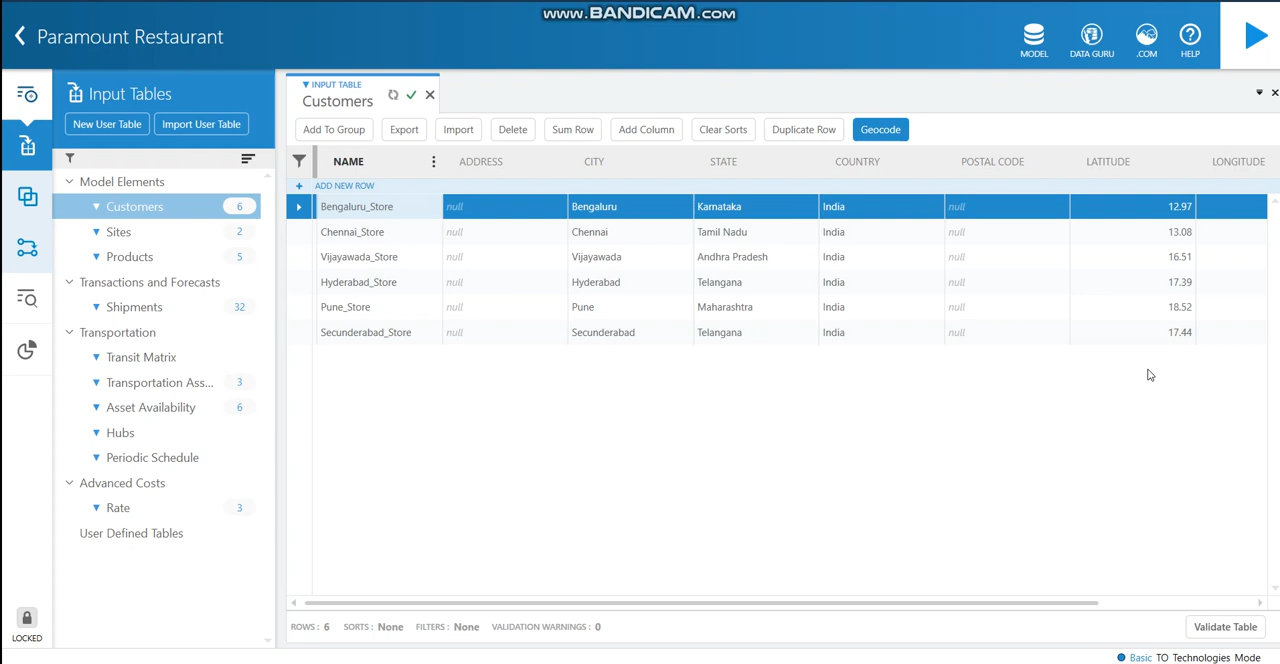 www.BANDICAM.com
Paramount Restaurant
MODEL
DATA GURU
.COM
HELP
Input Tables
New User Table
Import User Table
Model Elements
Customers 6
Sites 2
Products 5
Transactions and Forecasts
Shipments 32
Transportation
Transit Matrix
Transportation Ass... 3
Asset Availability 6
Hubs
Periodic Schedule
Advanced Costs
Rate 3
User Defined Tables
LOCKED
INPUT TABLE
Customers
Add To Group Export Import Delete Sum Row Add Column Clear Sorts Duplicate Row Geocode
NAME ADDRESS CITY STATE COUNTRY POSTAL CODE LATITUDE LONGITUDE
+ ADD NEW ROW
Bengaluru_Store null Bengaluru Karnataka India null 12.97
Chennai_Store null Chennai Tamil Nadu India null 13.08
Vijayawada_Store null Vijayawada Andhra Pradesh India null 16.51
Hyderabad_Store null Hyderabad Telangana India null 17.39
Pune_Store null Pune Maharashtra India null 18.52
Secunderabad_Store null Secunderabad Telangana India null 17.44
ROWS: 6 SORTS: None FILTERS: None VALIDATION WARNINGS: 0
Validate Table
Basic TO Technologies Mode